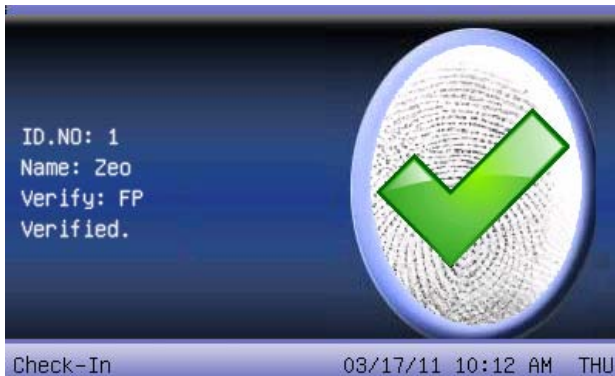 ID.NO: 1
Name: Zeo
Verify: FP
Verified.
Check-In 03/17/11 10:12 AM THU